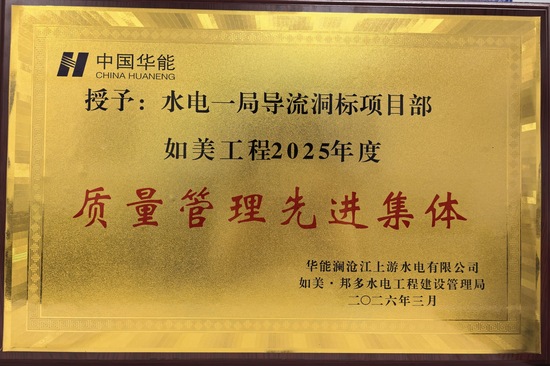 中国华能
CHINA HUANENG
授予：水电一局导流洞标项目部
如美工程2025年度
质量管理先进集体
华能澜沧江上游水电有限公司
如美·邦多水电工程建设管理局
二〇二六年三月